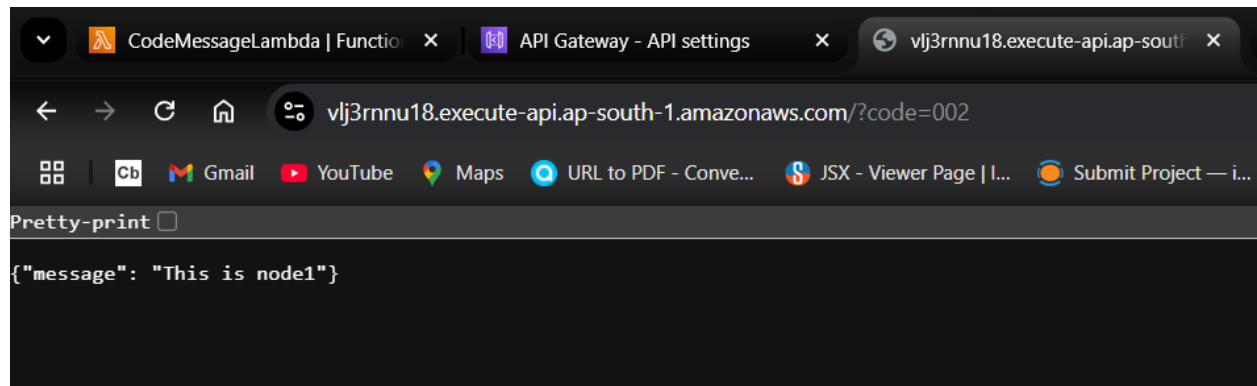 CodeMessageLambda | Functio
API Gateway - API settings
vlj3rnnu18.execute-api.ap-south
vlj3rnnu18.execute-api.ap-south-1.amazonaws.com/?code=002
Cb Gmail YouTube Maps URL to PDF - Conve... JSX - Viewer Page | I... Submit Project — i...
Pretty-print
{"message": "This is node1"}